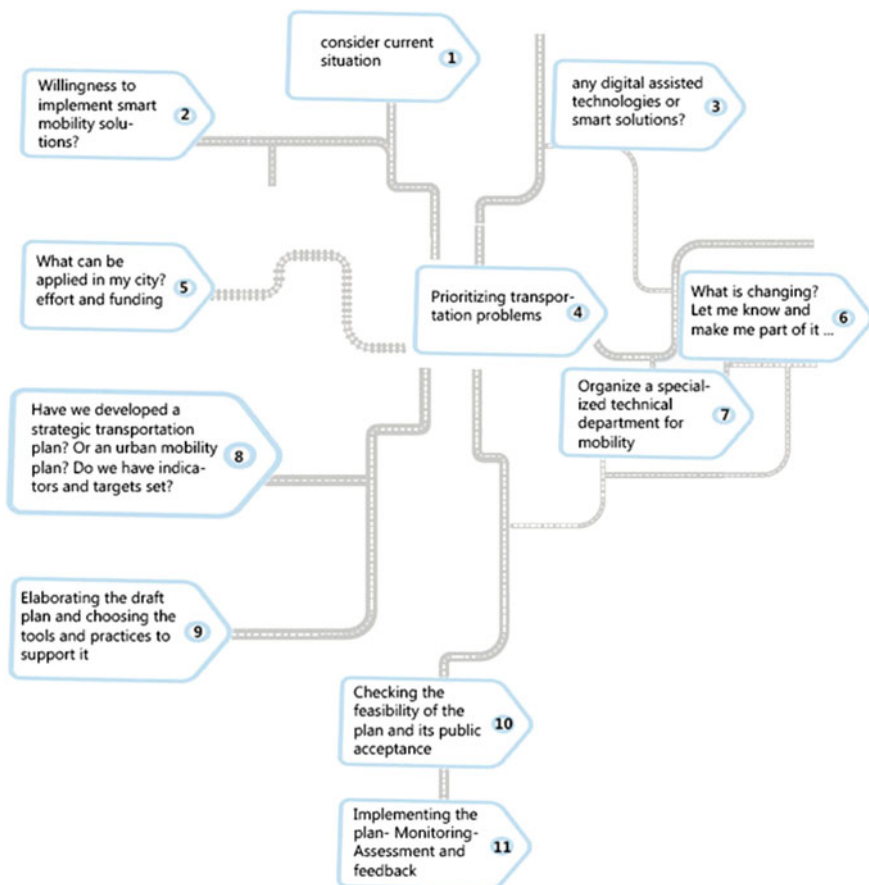 consider current
situation
1
Willingness to
implement smart
mobility solu-
tions?
2
any digital assisted
technologies or
smart solutions?
3
Prioritizing transpor-
tation problems
4
What can be
applied in my city?
effort and funding
5
What is changing?
Let me know and
make me part of it ...
6
Organize a special-
ized technical
department for
mobility
7
Have we developed a
strategic transportation
plan? Or an urban mobility
plan? Do we have indica-
tors and targets set?
8
Elaborating the draft
plan and choosing the
tools and practices to
support it
9
Checking the
feasibility of the
plan and its public
acceptance
10
Implementing the
plan- Monitoring-
Assessment and
feedback
11